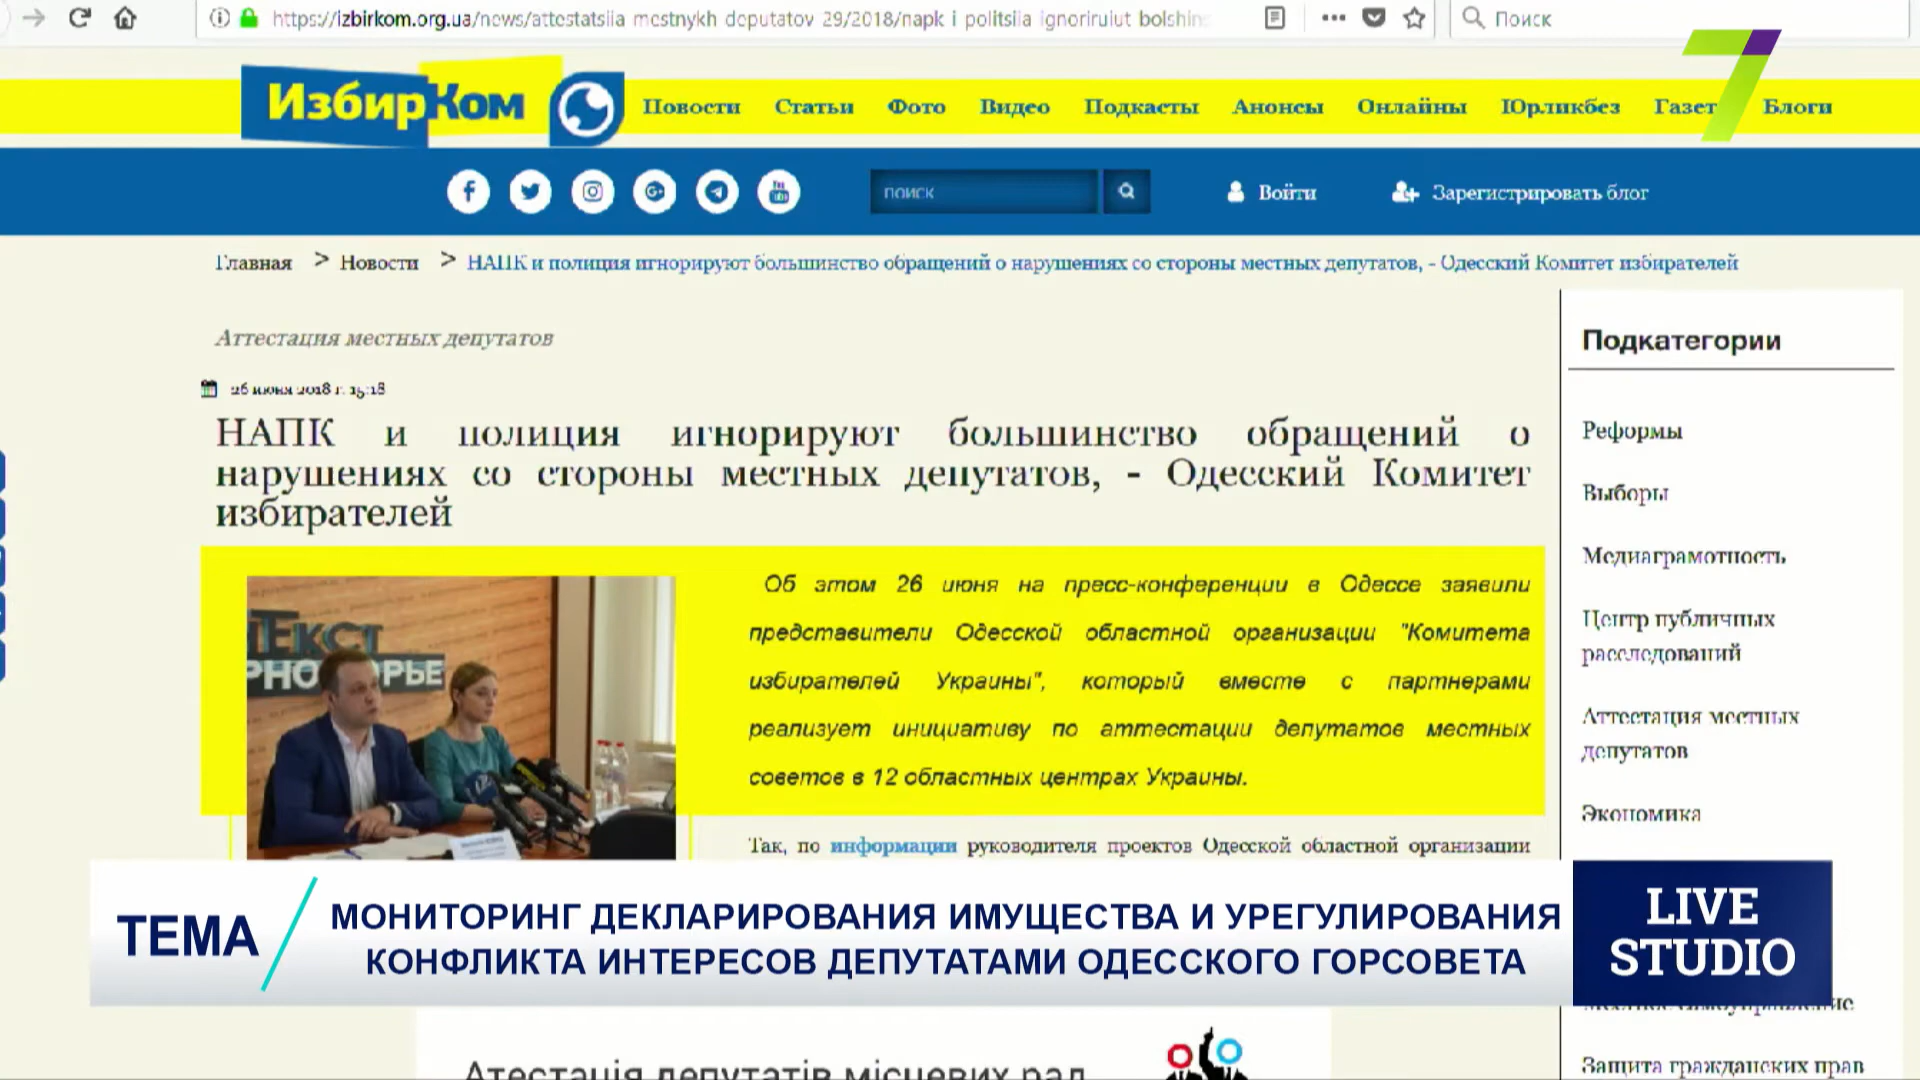 https://izbirkom.org.ua/news/attestatsiia-mestnykh-deputatov-29/2018/napk-i-politsiia-ignoriruiut-bolshins
Поиск
7
ИзбирКом
Новости Статьи Фото Видео Подкасты Анонсы Онлайны Юрликбез Газет Блоги
поиск
Войти
Зарегистрировать блог
Главная > Новости > НАПК и полиция игнорируют большинство обращений о нарушениях со стороны местных депутатов, - Одесский Комитет избирателей
Аттестация местных депутатов
26 июня 2018 г. 15:18
НАПК и полиция игнорируют большинство обращений о
нарушениях со стороны местных депутатов, - Одесский Комитет
избирателей
Об этом 26 июня на пресс-конференции в Одессе заявили
представители Одесской областной организации "Комитета
избирателей Украины", который вместе с партнерами
реализует инициативу по аттестации депутатов местных
советов в 12 областных центрах Украины.
Так, по информации руководителя проектов Одесской областной организации
Подкатегории
Реформы
Выборы
Медиаграмотность
Центр публичных
расследований
Аттестация местных
депутатов
Экономика
Защита гражданских прав
ТЕМА
МОНИТОРИНГ ДЕКЛАРИРОВАНИЯ ИМУЩЕСТВА И УРЕГУЛИРОВАНИЯ
КОНФЛИКТА ИНТЕРЕСОВ ДЕПУТАТАМИ ОДЕССКОГО ГОРСОВЕТА
LIVE
STUDIO
Атестація депутатів місцевих рад